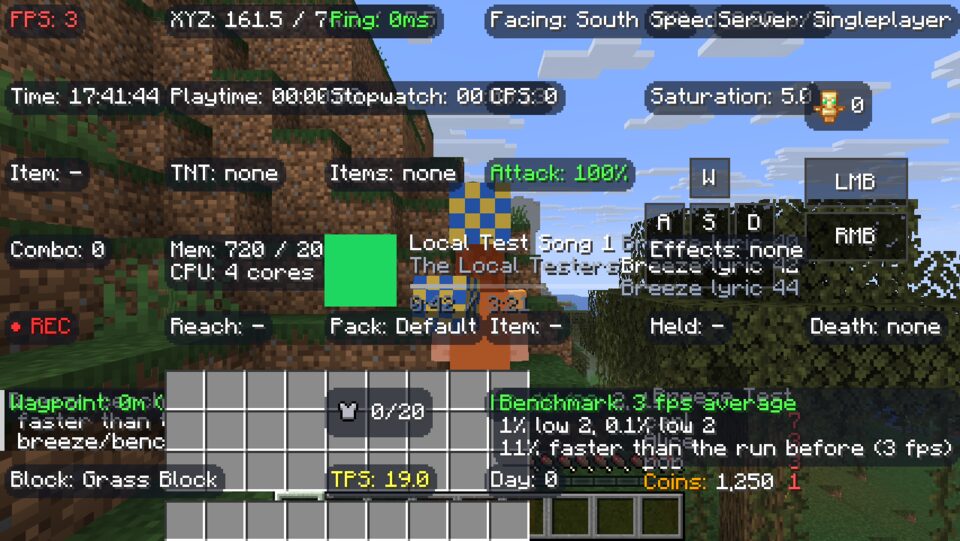 FPS: 3
XYZ: 161.5 / 7
Ping: 0ms
Facing: South
Speed
Server: Singleplayer
Time: 17:41:44
Playtime: 00:00
Stopwatch: 00
CPS: 0
Saturation: 5.0
0
Item: -
TNT: none
Items: none
Attack: 100%
W
LMB
A S D
RMB
Combo: 0
Mem: 720 / 20
CPU: 4 cores
Local Test Song 1
The Local Testers
0:42 3:21
Effects: none
Breeze lyric 42
Breeze lyric 44
REC
Reach: -
Pack: Default
Item: -
Held: -
Death: none
Waypoint: 0m
faster than
breeze/benc
0/20
Breeze Test
Benchmark: 3 fps average
1% low 2, 0.1% low 2
11% faster than the run before (3 fps)
Block: Grass Block
TPS: 19.0
Day: 0
Coins: 1,250 1